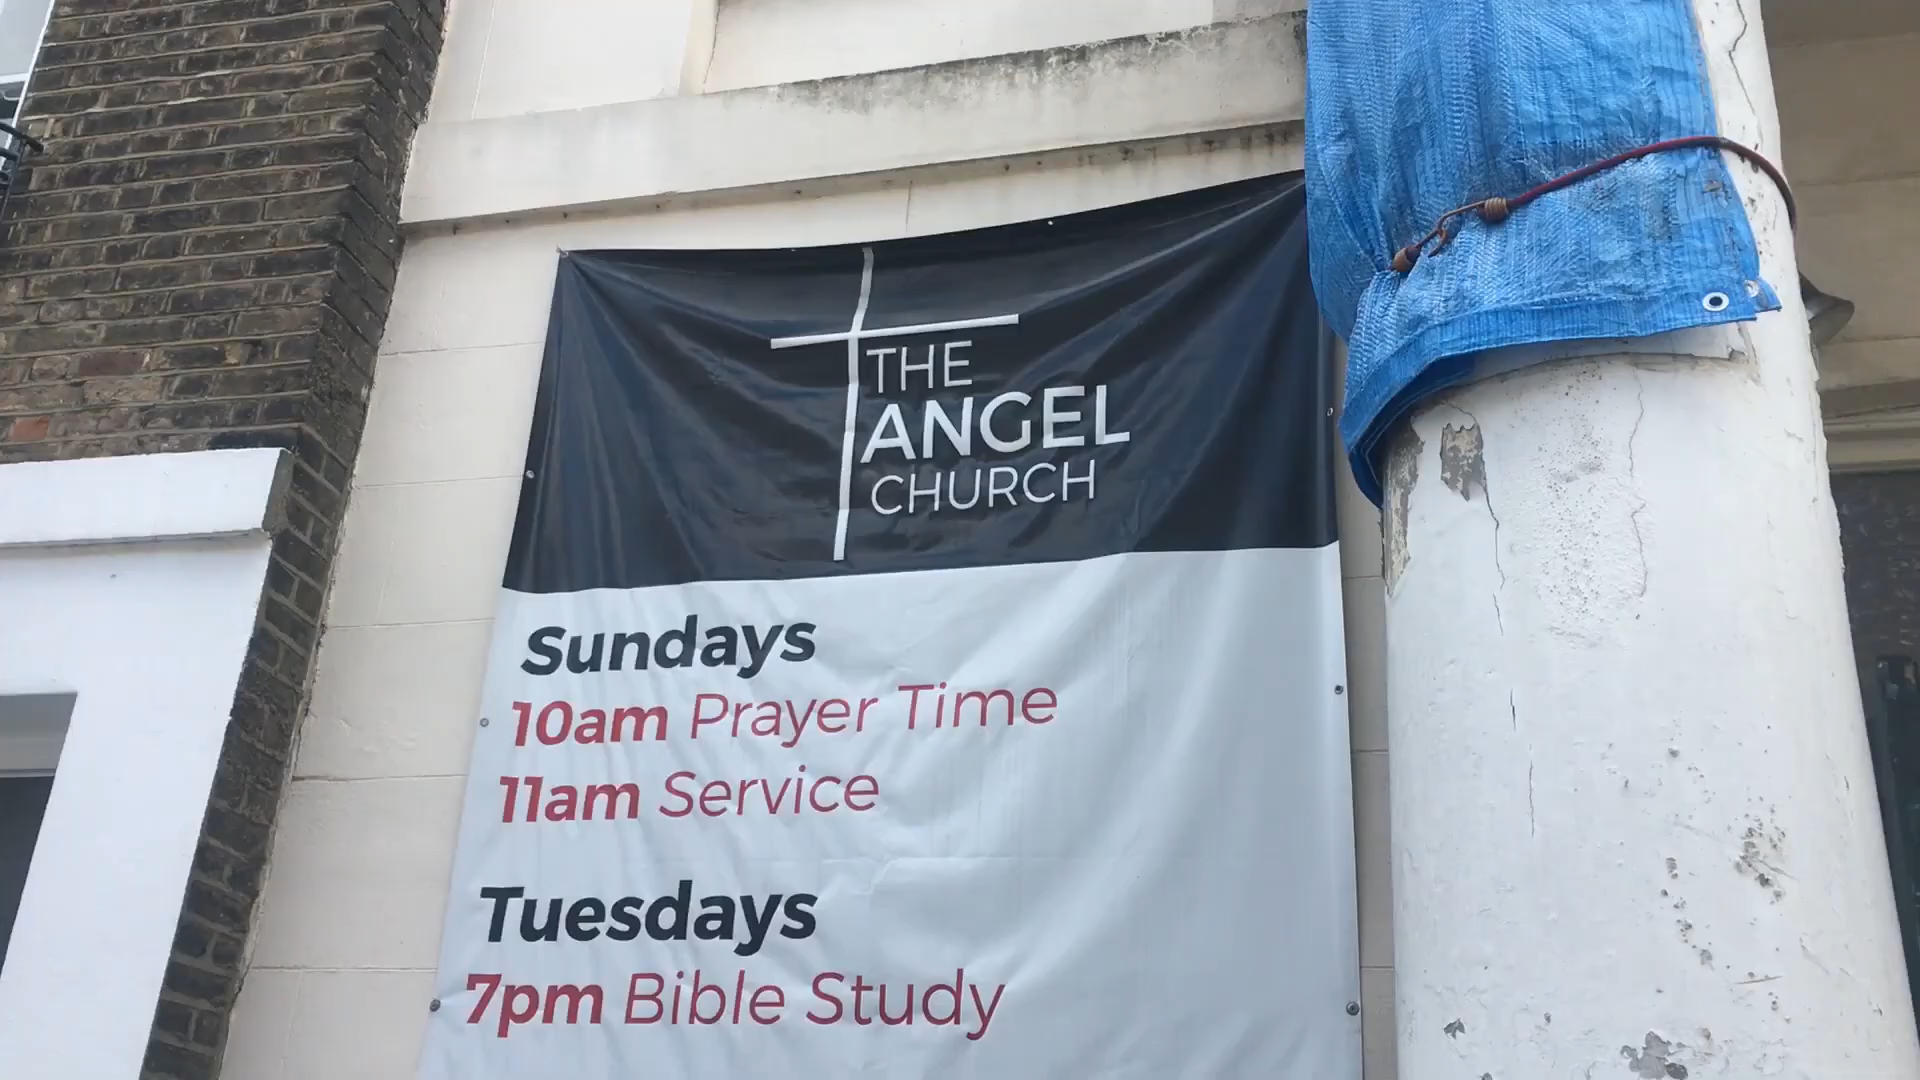 THE
ANGEL
CHURCH
Sundays
10am Prayer Time
11am Service
Tuesdays
7pm Bible Study